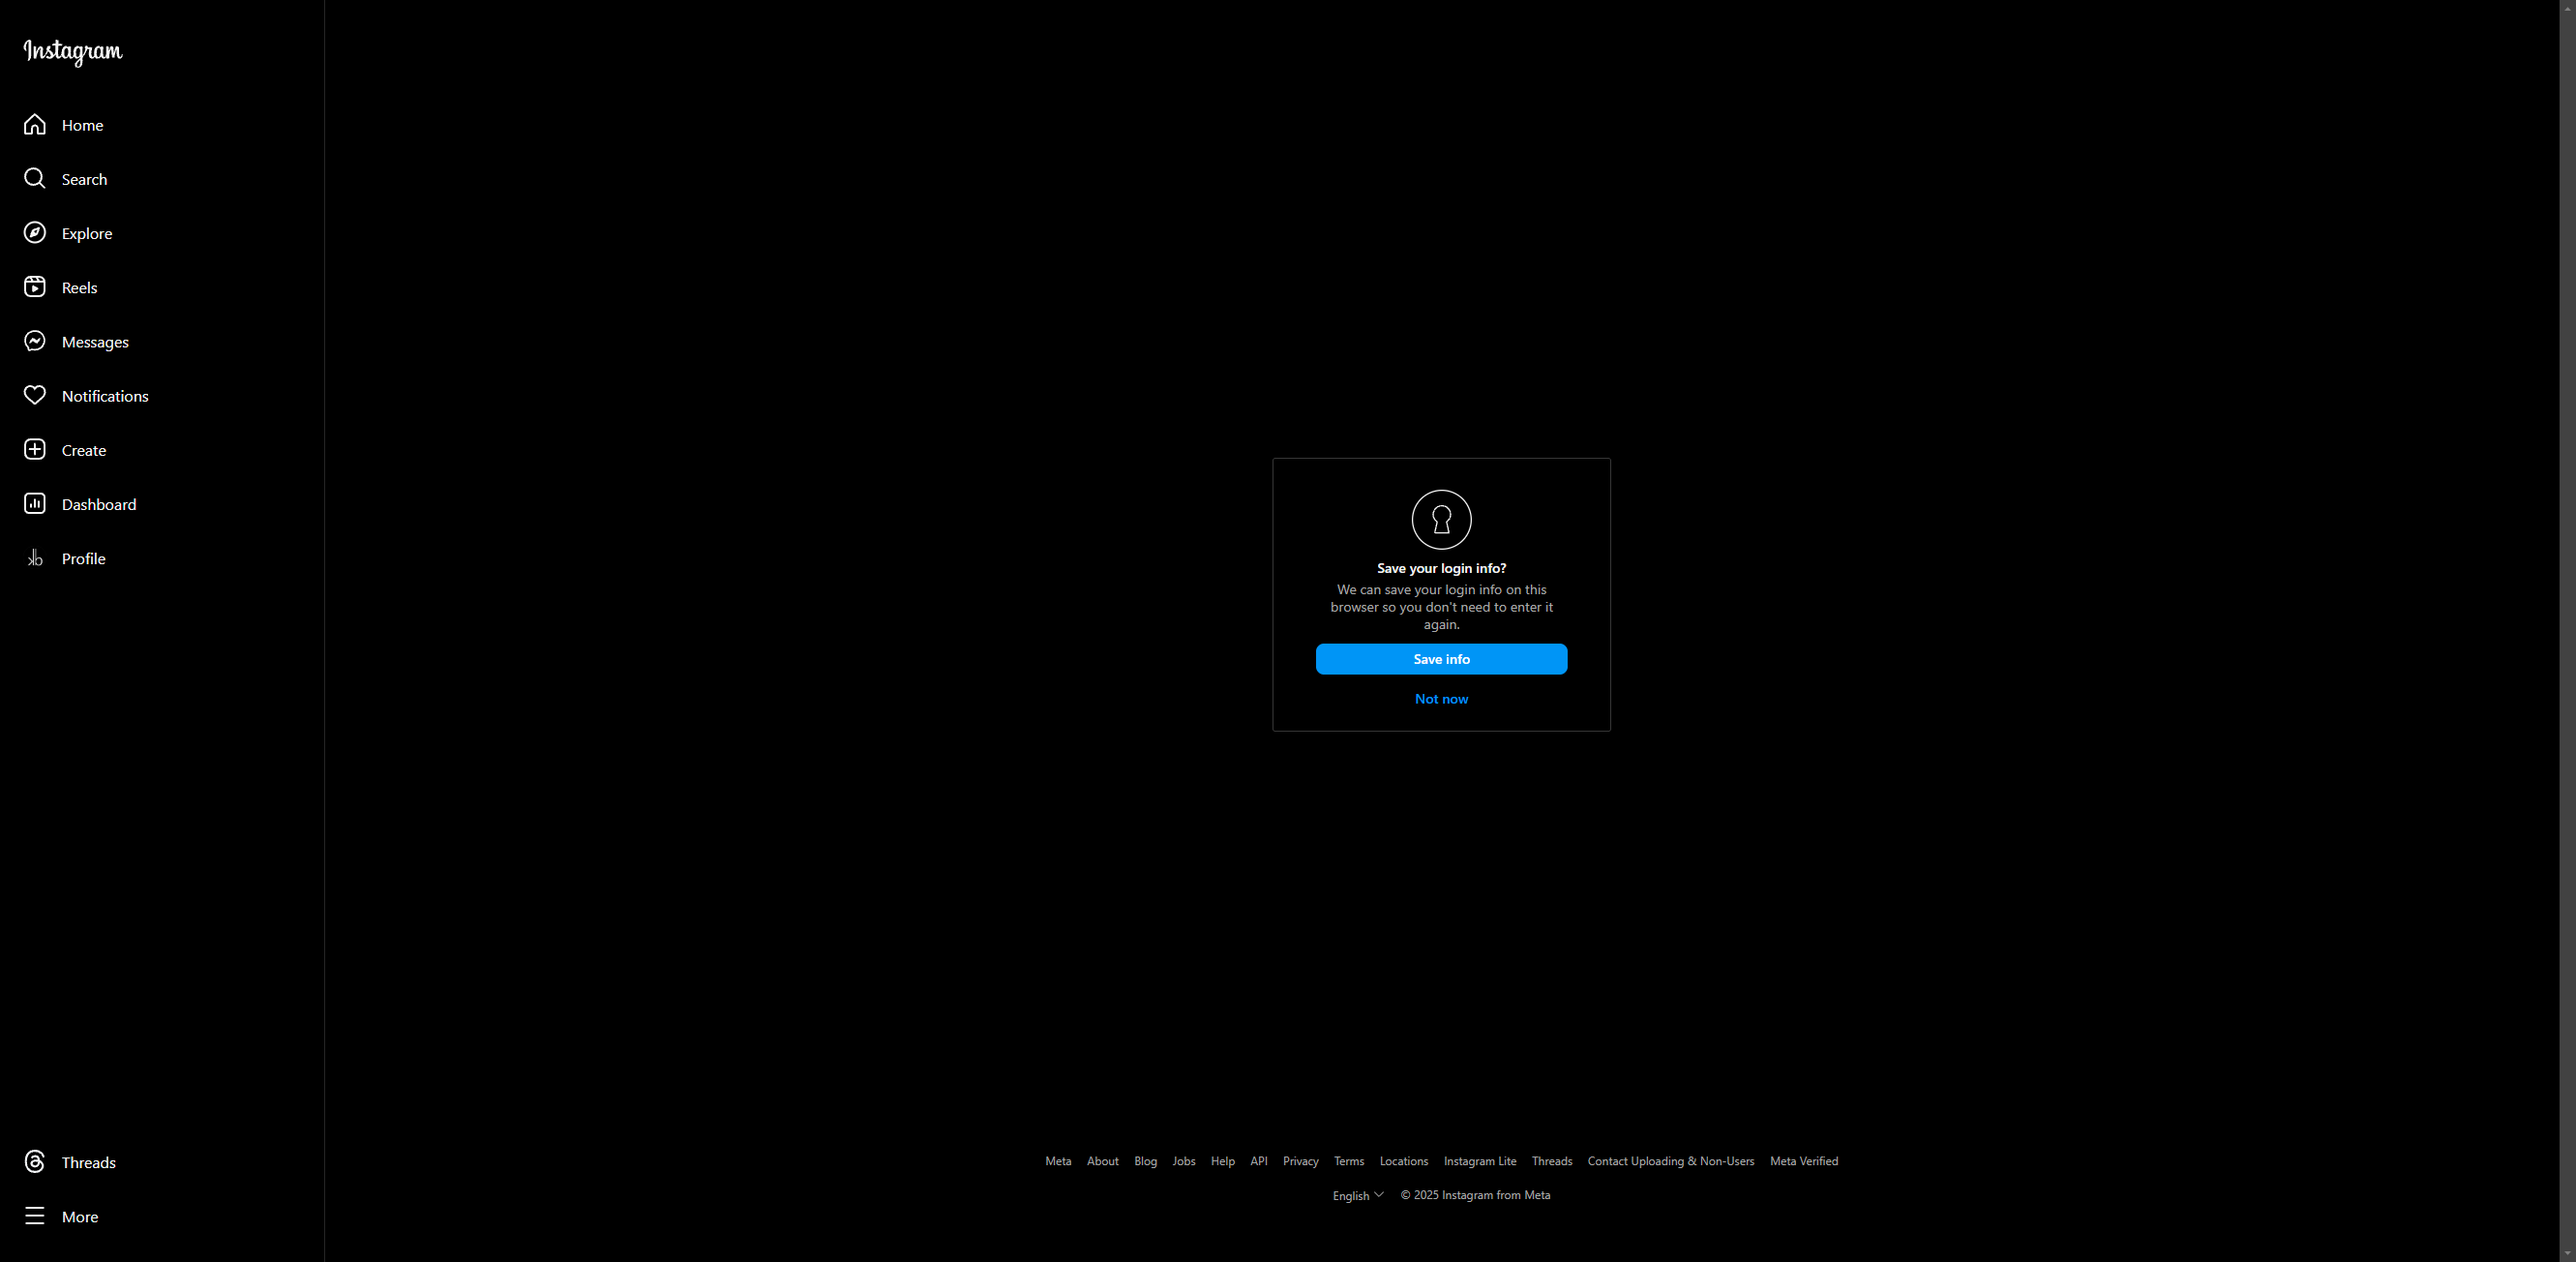 Instagram
Home
Search
Explore
Reels
Messages
Notifications
Create
Dashboard
Profile
Save your login info?
We can save your login info on this
browser so you don't need to enter it
again.
Save info
Not now
Threads
More
Meta About Blog Jobs Help API Privacy Terms Locations Instagram Lite Threads Contact Uploading & Non-Users Meta Verified
English © 2025 Instagram from Meta